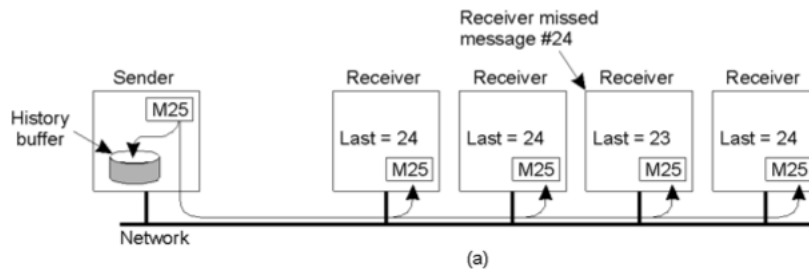 Receiver missed
message #24
Sender
Receiver
Receiver
Receiver
Receiver
M25
History
buffer
Last = 24
Last = 24
Last = 23
Last = 24
M25
M25
M25
M25
Network
(a)